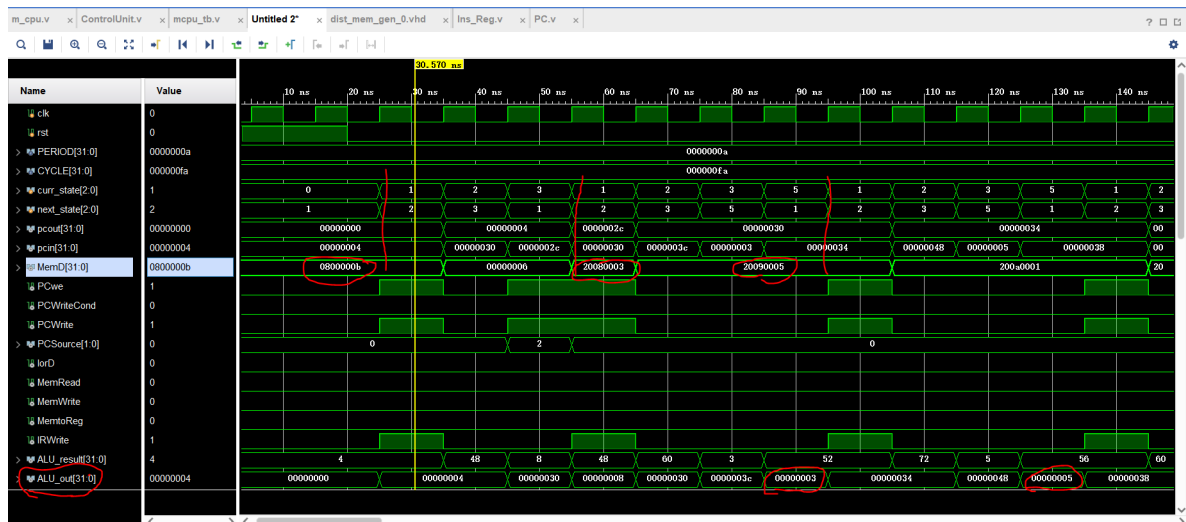 m_cpu.v × ControlUnit.v × mcpu_tb.v × Untitled 2* × dist_mem_gen_0.vhd × Ins_Reg.v × PC.v ×
30.570 ns
Name Value
10 ns 20 ns 30 ns 40 ns 50 ns 60 ns 70 ns 80 ns 90 ns 100 ns 110 ns 120 ns 130 ns 140 ns
clk 0
rst 0
PERIOD[31:0] 0000000a 0000000a
CYCLE[31:0] 000000fa 000000fa
curr_state[2:0] 1 0 1 2 3 1 2 3 5 1 2 3 5 1 2
next_state[2:0] 2 1 2 3 1 2 3 5 1 2 3 5 1 2 3
pcout[31:0] 00000000 00000000 00000004 0000002c 00000030 00000034 00
pcin[31:0] 00000004 00000004 00000030 0000002c 00000030 0000003c 00000003 00000034 00000048 00000005 00000038 00
MemD[31:0] 0800000b 0800000b 00000006 20080003 20090005 200a0001 20
PCwe 1
PCWriteCond 0
PCWrite 1
PCSource[1:0] 0 0 2 0
IorD 0
MemRead 0
MemWrite 0
MemtoReg 0
IRWrite 1
ALU_result[31:0] 4 4 48 8 48 60 3 52 72 5 56 60
ALU_out[31:0] 00000004 00000000 00000004 00000030 00000008 00000030 0000003c 00000003 00000034 00000048 00000005 00000038